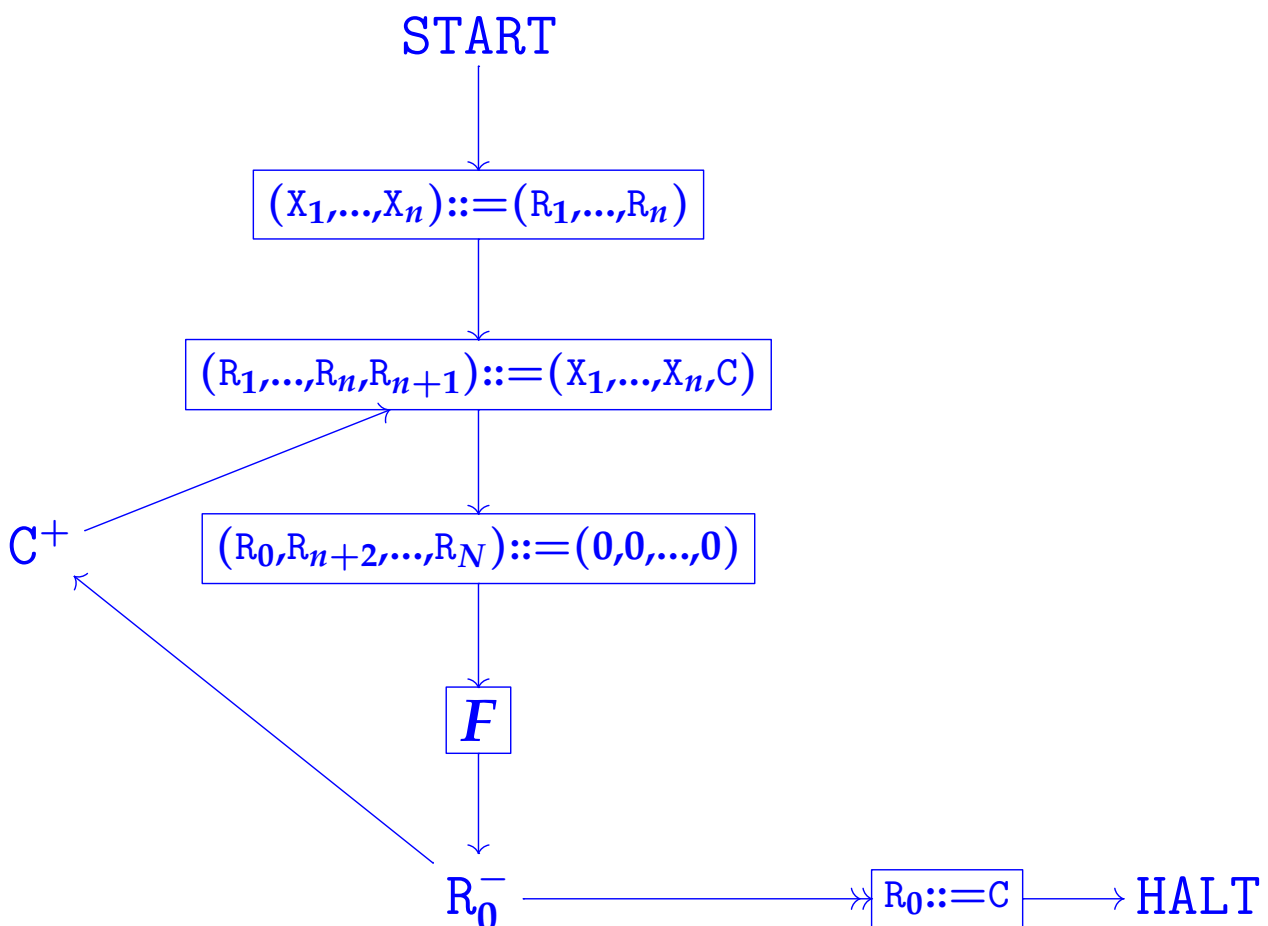 START
(X₁,...,Xₙ)::=(R₁,...,Rₙ)
(R₁,...,Rₙ,Rₙ₊₁)::=(X₁,...,Xₙ,C)
C⁺
(R₀,Rₙ₊₂,...,R_N)::=(0,0,...,0)
F
R₀⁻
R₀::=C
HALT